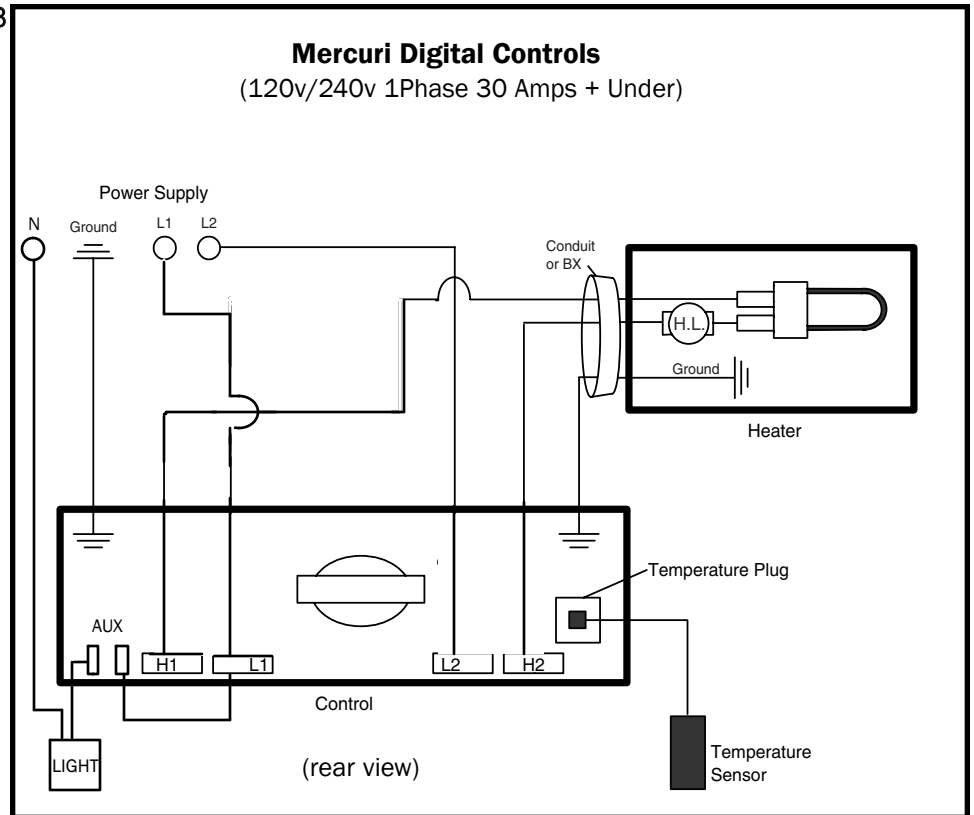 3
Mercuri Digital Controls
(120v/240v 1Phase 30 Amps + Under)
Power Supply
N
Ground
L1
L2
Conduit
or BX
H.L.
Ground
Heater
Temperature Plug
AUX
H1
L1
L2
H2
Control
LIGHT
(rear view)
Temperature
Sensor